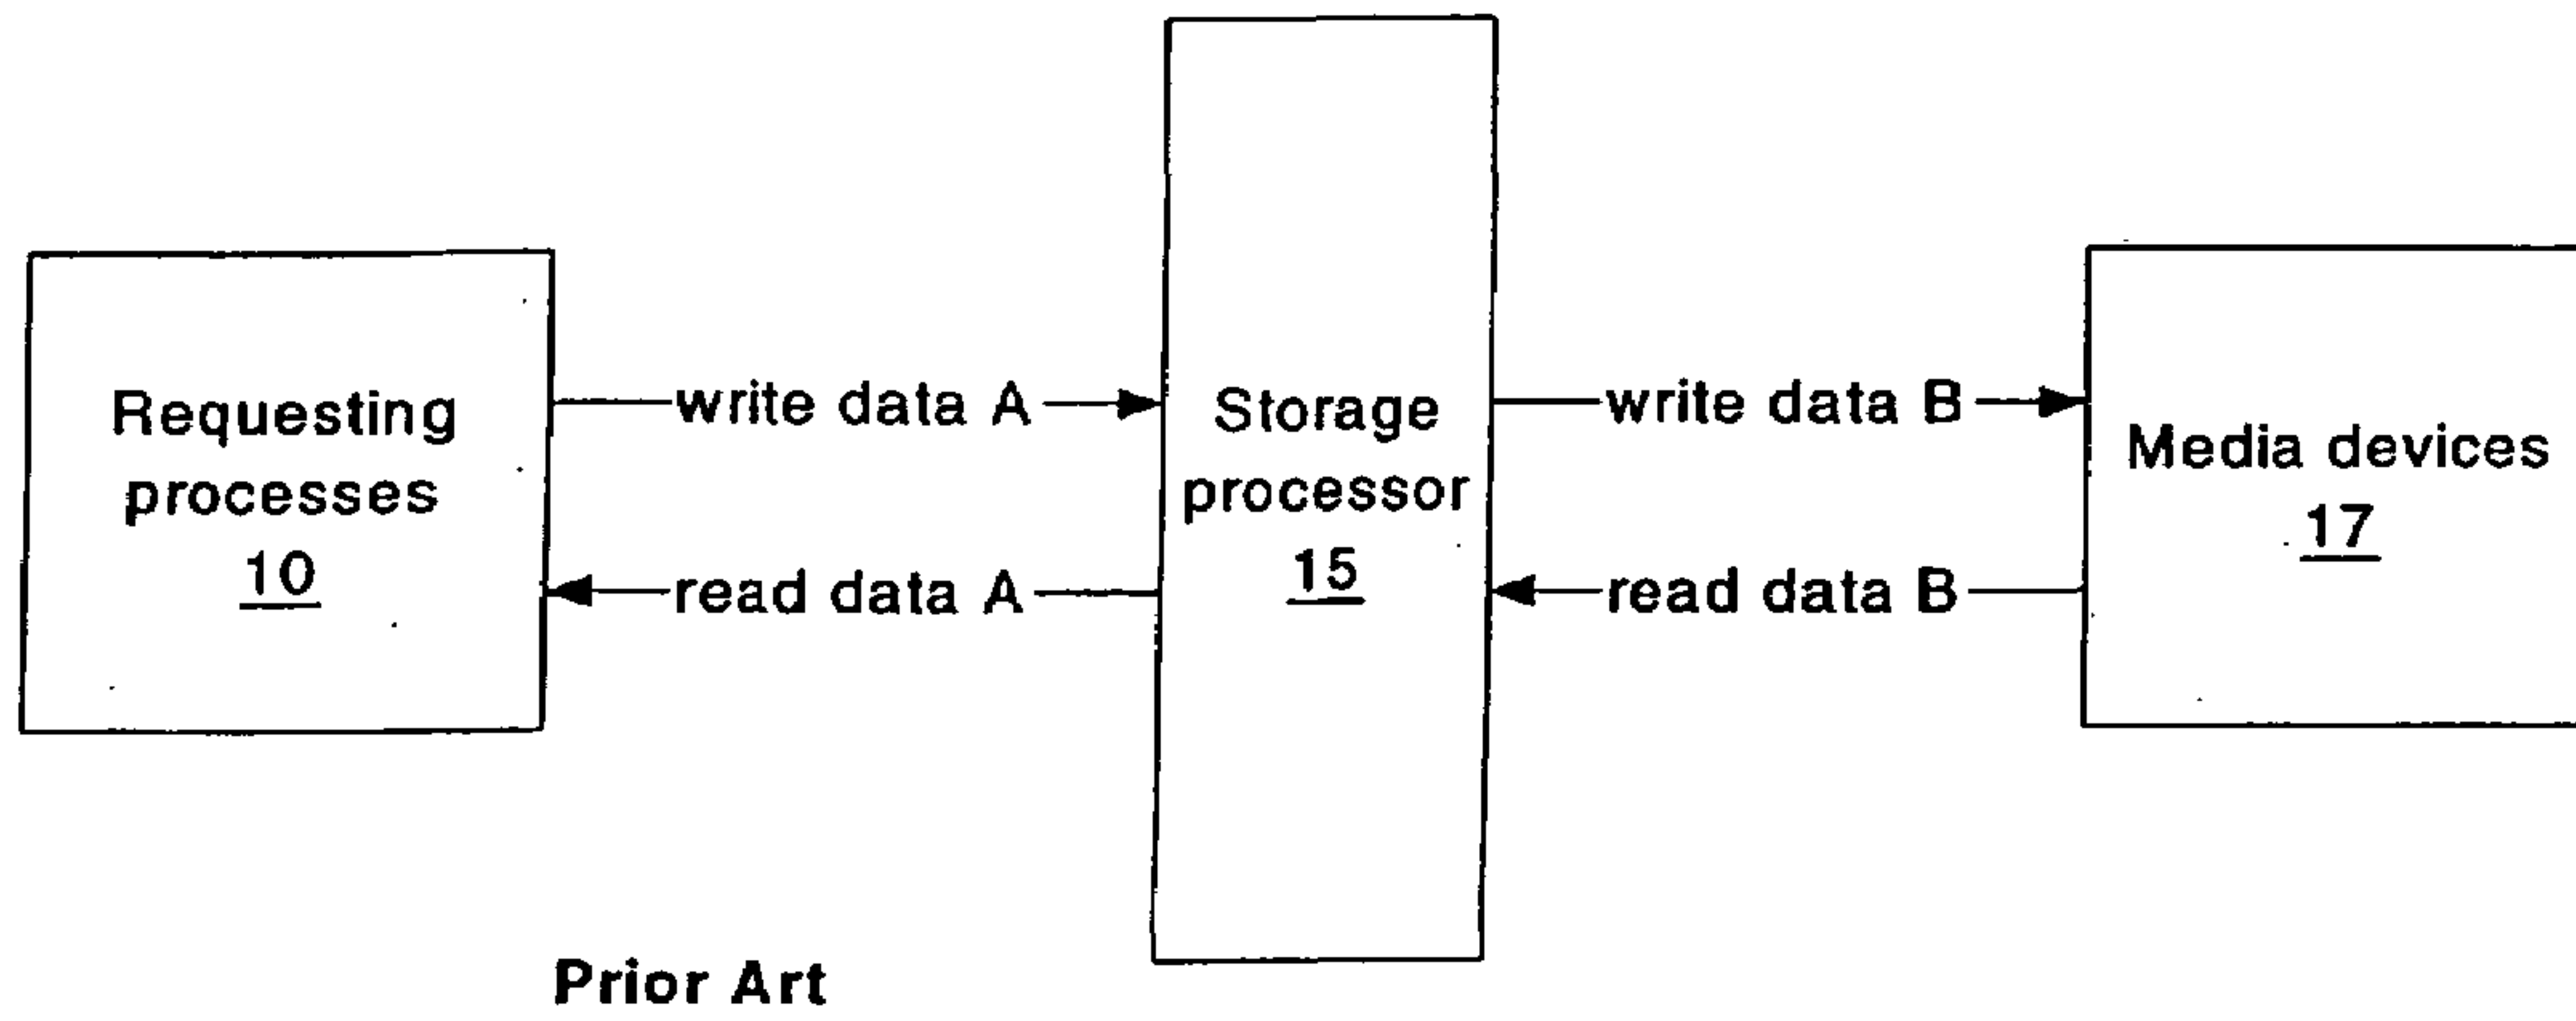 Requesting
processes
10
write data A
read data A
Storage
processor
15
write data B
read data B
Media devices
17
Prior Art